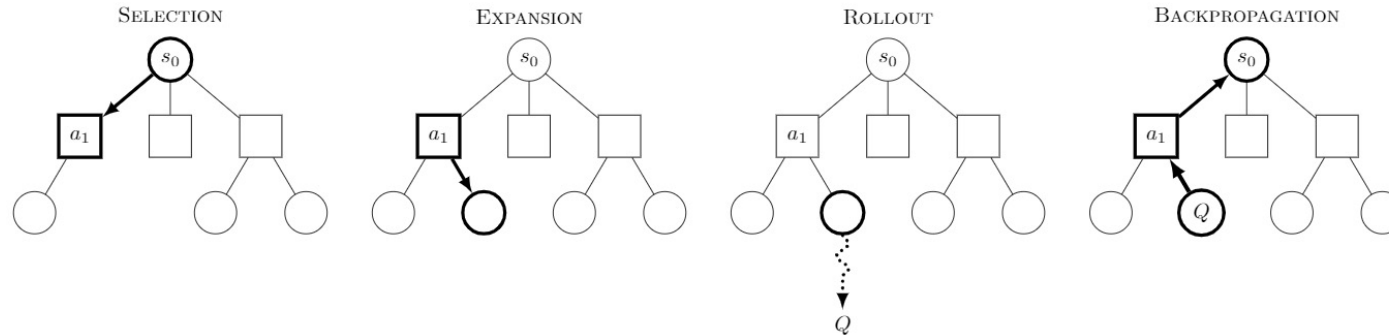 SELECTION
EXPANSION
ROLLOUT
BACKPROPAGATION
s₀
s₀
s₀
s₀
a₁
a₁
a₁
a₁
Q
Q